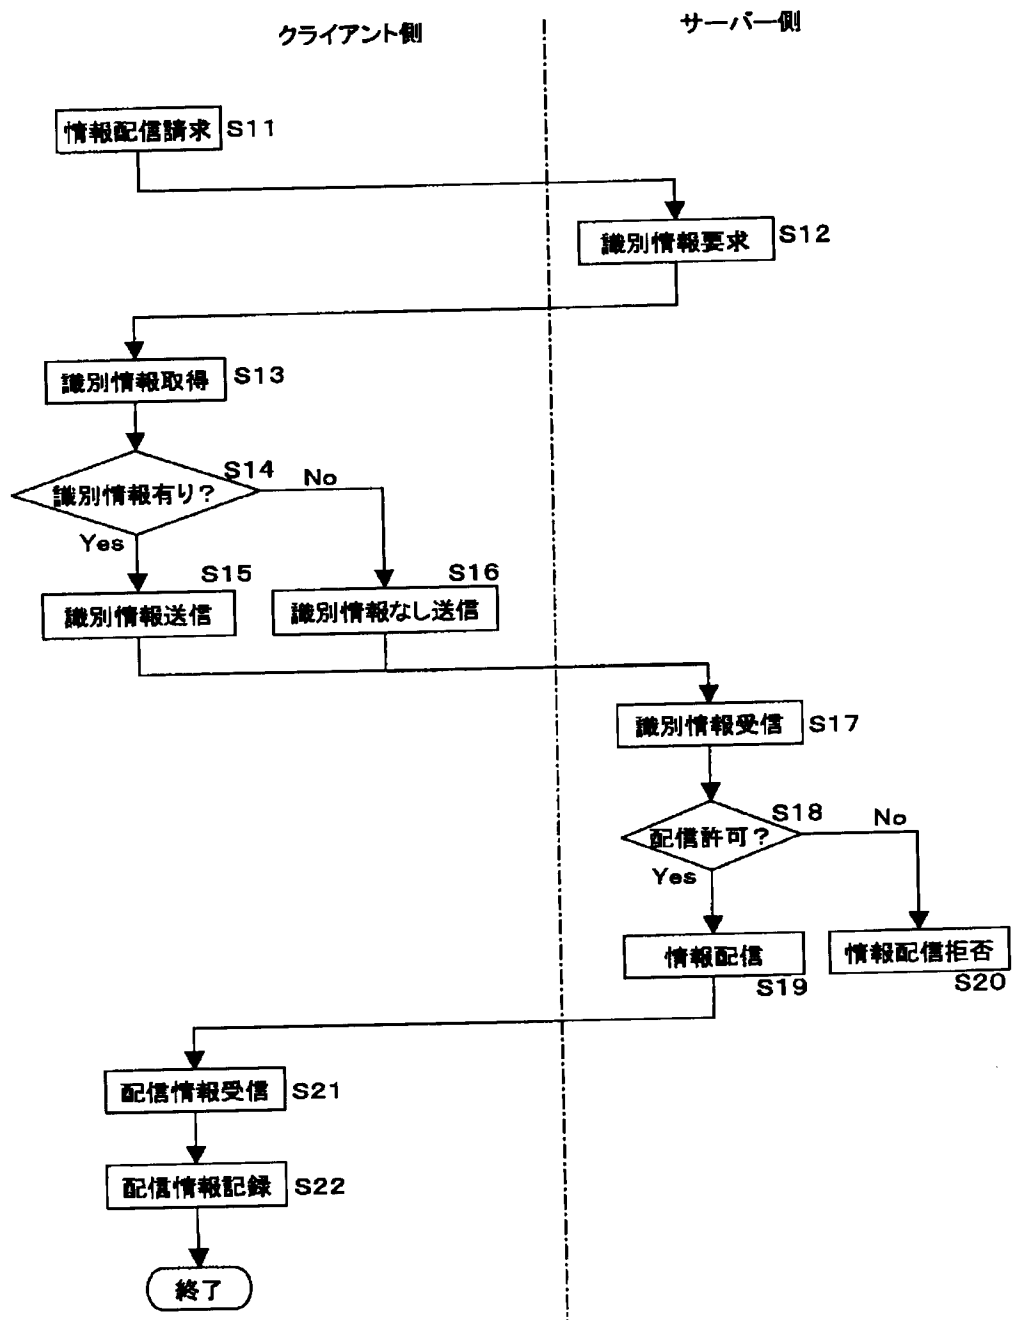 クライアント側
サーバー側
情報配信請求 S11
識別情報要求 S12
識別情報取得 S13
識別情報有り？ S14
No
Yes
識別情報送信 S15
識別情報なし送信 S16
識別情報受信 S17
配信許可？ S18
No
Yes
情報配信 S19
情報配信拒否 S20
配信情報受信 S21
配信情報記録 S22
終了